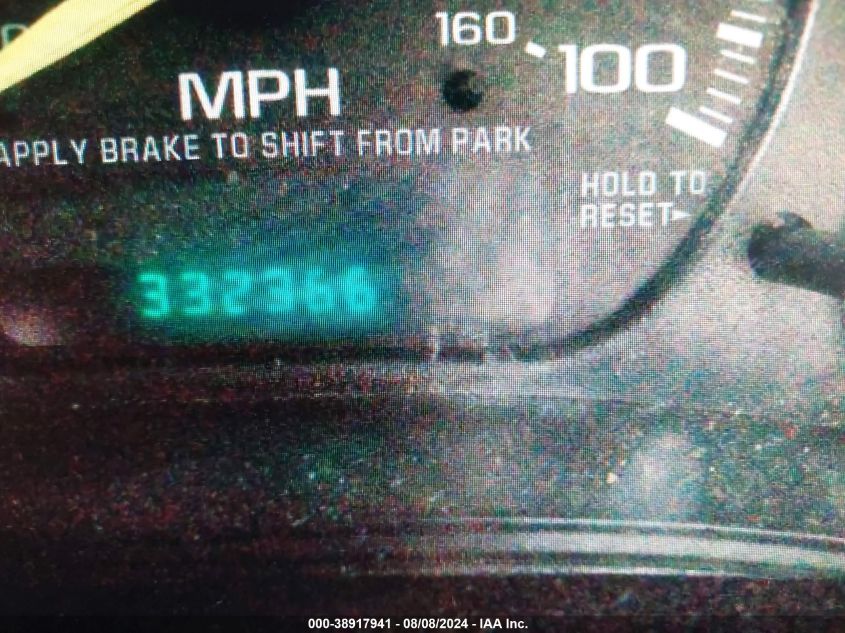 160
100
MPH
APPLY BRAKE TO SHIFT FROM PARK
HOLD TO
RESET►
332366
000-38917941 - 08/08/2024 - IAA Inc.